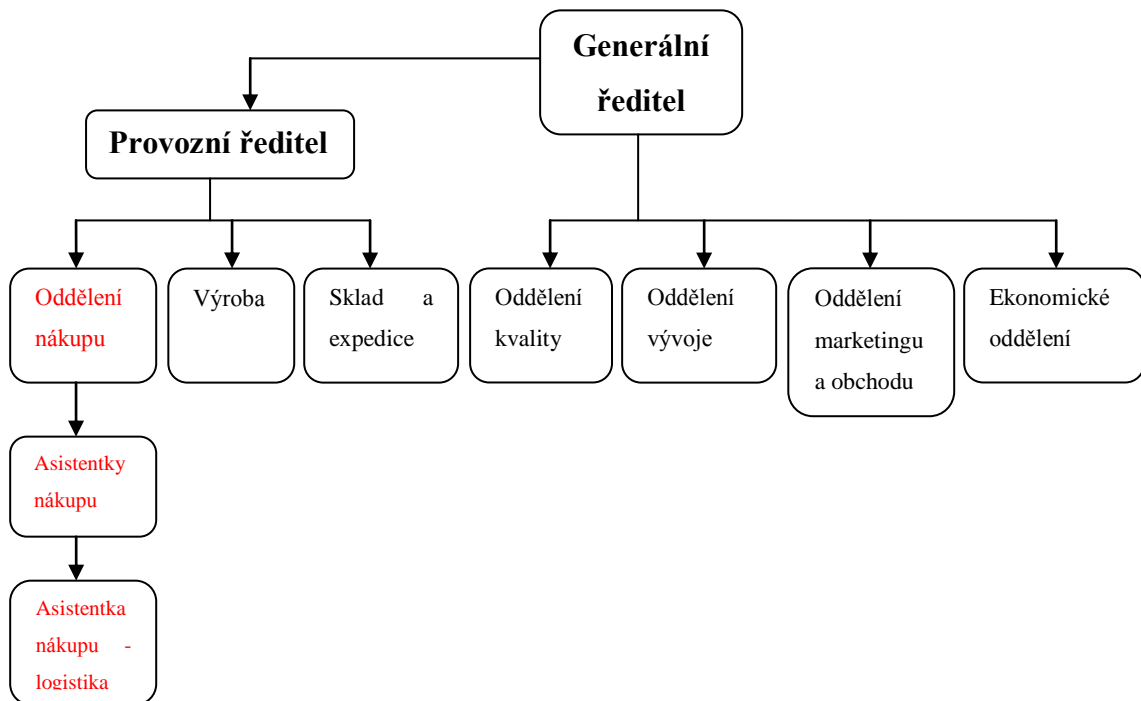 Generální
ředitel
Provozní ředitel
Oddělení
nákupu
Výroba
Sklad a
expedice
Oddělení
kvality
Oddělení
vývoje
Oddělení
marketingu
a obchodu
Ekonomické
oddělení
Asistentky
nákupu
Asistentka
nákupu -
logistika